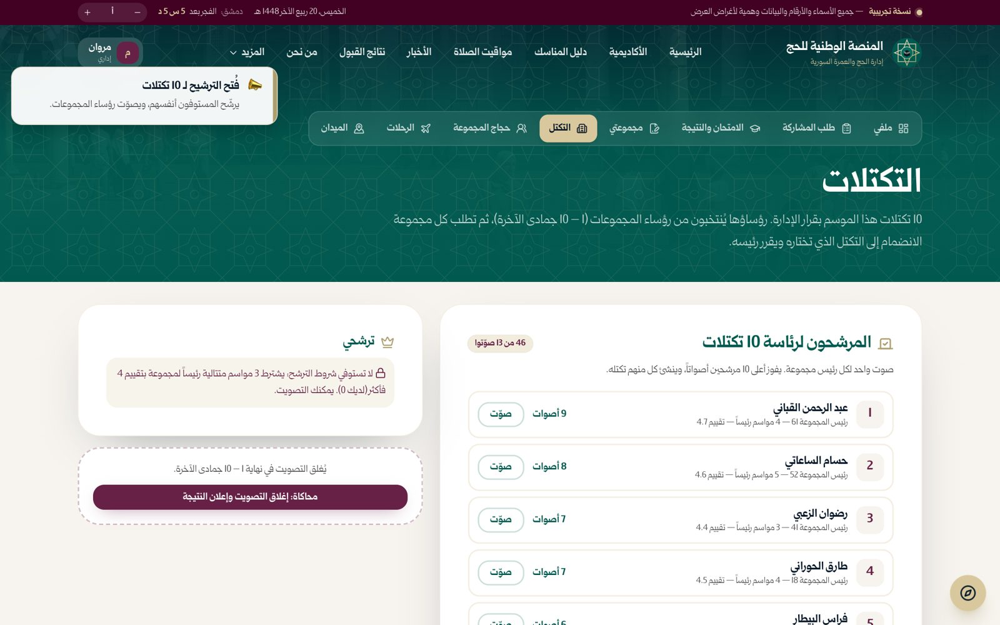 نسخة تجريبية — جميع الأسماء والأرقام والبيانات وهمية لأغراض العرض
الخميس، 20 ربيع الآخر 1448 هـ
دمشق: الفجر بعد 5 س 5 د
− أ +
المنصة الوطنية للحج
إدارة الحج والعمرة السورية
الرئيسية
الأكاديمية
دليل المناسك
مواقيت الصلاة
الأخبار
نتائج القبول
من نحن
المزيد
م
مروان
إداري
فُتح الترشيح لـ 10 تكتلات
يرشّح المستوفون أنفسهم، ويصوّت رؤساء المجموعات.
ملفي
طلب المشاركة
الامتحان والنتيجة
مجموعتي
التكتل
حجاج المجموعة
الرحلات
الميدان
التكتلات
10 تكتلات هذا الموسم بقرار الإدارة. رؤساؤها يُنتخبون من رؤساء المجموعات (1 – 10 جمادى الآخرة)، ثم تطلب كل مجموعة
الانضمام إلى التكتل الذي تختاره ويقرر رئيسه.
المرشحون لرئاسة 10 تكتلات
46 من 13 صوّتوا
صوت واحد لكل رئيس مجموعة. يفوز أعلى 10 مرشحين أصواتاً، وينشئ كل منهم تكتله.
1
عبد الرحمن القباني
رئيس المجموعة 61 — 4 مواسم رئيساً — تقييم 4.7
9 أصوات
صوّت
2
حسام الساعاتي
رئيس المجموعة 52 — 5 مواسم رئيساً — تقييم 4.6
8 أصوات
صوّت
3
رضوان الزعبي
رئيس المجموعة 41 — 3 مواسم رئيساً — تقييم 4.4
7 أصوات
صوّت
4
طارق الحوراني
رئيس المجموعة 18 — 4 مواسم رئيساً — تقييم 4.5
7 أصوات
صوّت
5
فراس البيطار
6 أصوات
صوّت
ترشحي
لا تستوفي شروط الترشح: يشترط 3 مواسم متتالية رئيساً لمجموعة بتقييم 4
فأكثر (لديك 0). يمكنك التصويت.
يُغلق التصويت في نهاية 1 – 10 جمادى الآخرة.
محاكاة: إغلاق التصويت وإعلان النتيجة